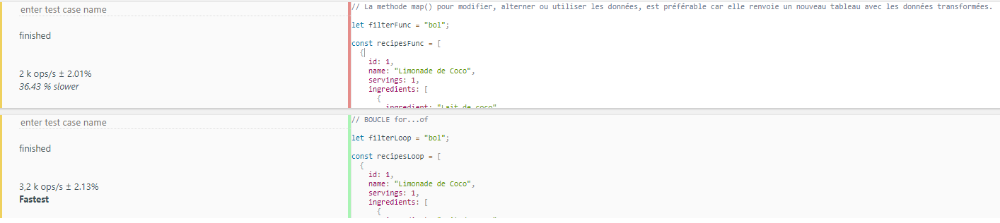 enter test case name
finished
2 k ops/s ± 2.01%
36.43 % slower
// La methode map() pour modifier, alterner ou utiliser les données, est préférable car elle renvoie un nouveau tableau avec les données transformées.
let filterFunc = "bol";
const recipesFunc = [
{
id: 1,
name: "Limonade de Coco",
servings: 1,
ingredients: [
{
ingredient: "Lait de coco"
enter test case name
finished
3,2 k ops/s ± 2.13%
Fastest
// BOUCLE for...of
let filterLoop = "bol";
const recipesLoop = [
{
id: 1,
name: "Limonade de Coco",
servings: 1,
ingredients: [
{